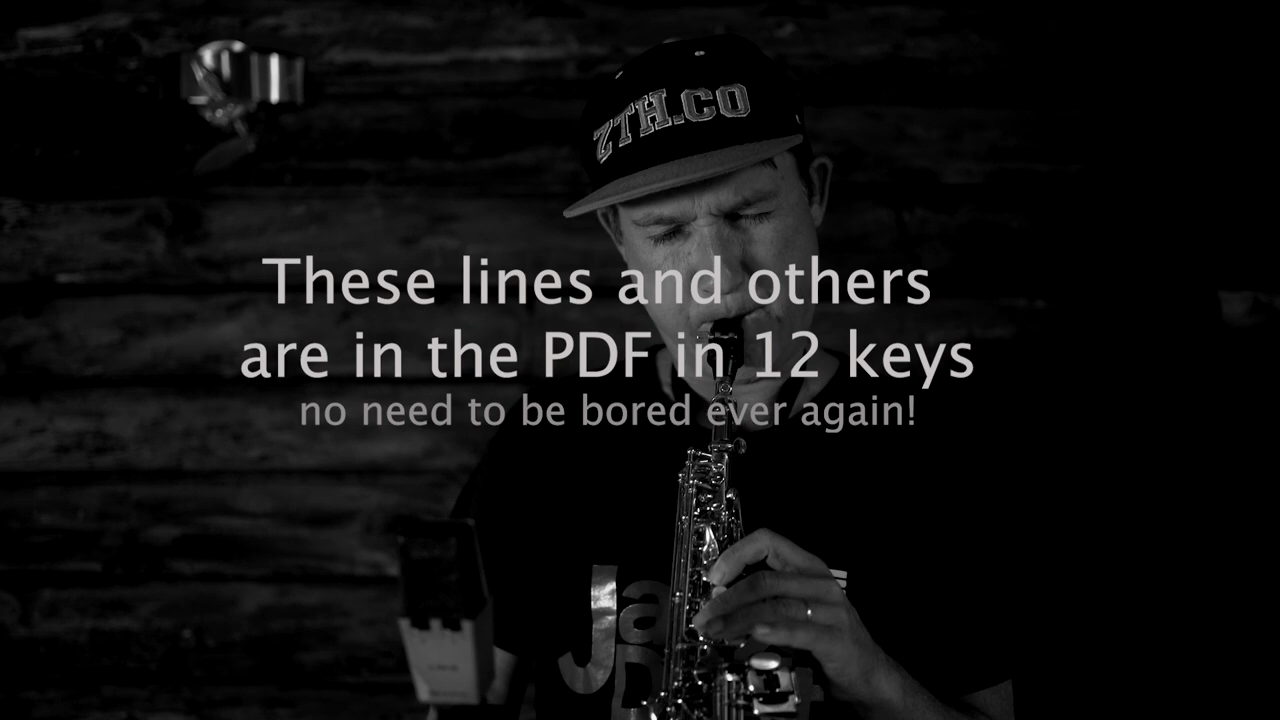 ZTH.CO
These lines and others
are in the PDF in 12 keys
no need to be bored ever again!